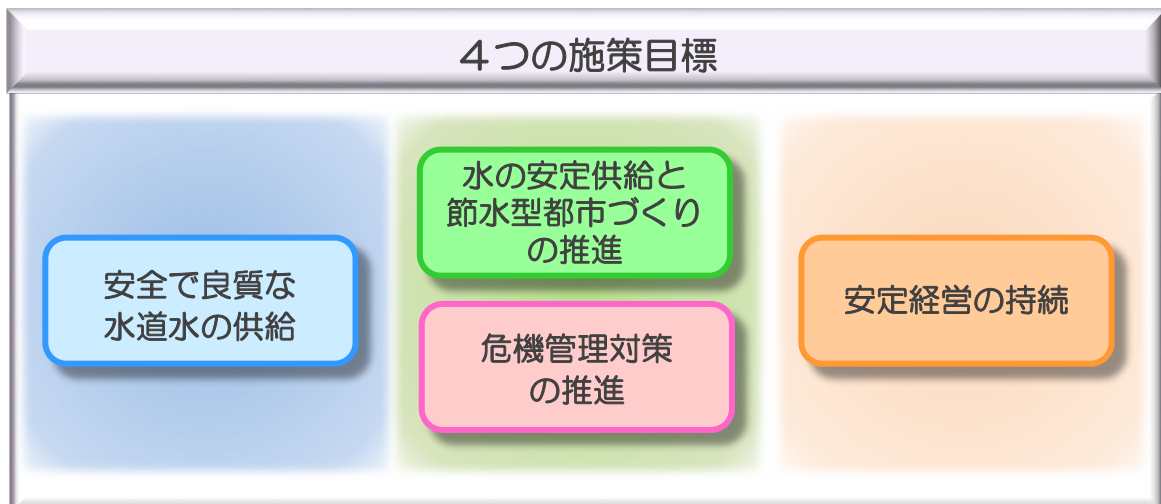 4つの施策目標
安全で良質な
水道水の供給
水の安定供給と
節水型都市づくり
の推進
危機管理対策
の推進
安定経営の持続